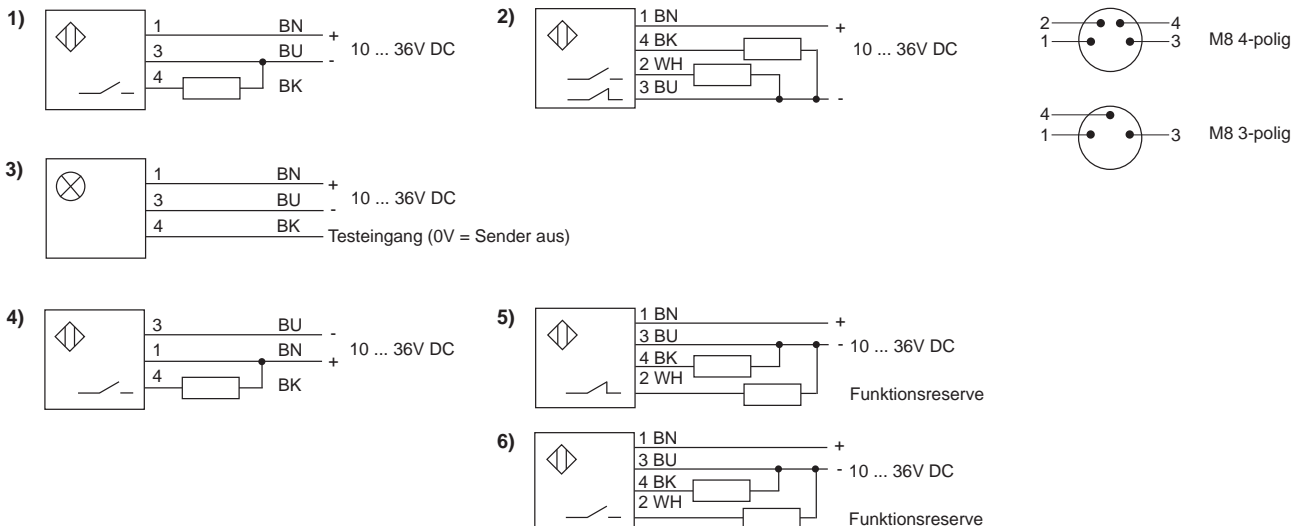 1)
1 BN +
3 BU -
10 ... 36V DC
4 BK
2)
1 BN +
4 BK
10 ... 36V DC
2 WH
3 BU -
2 4
1 3
M8 4-polig
4
1 3
M8 3-polig
3)
1 BN +
3 BU -
10 ... 36V DC
4 BK
Testeingang (0V = Sender aus)
4)
3 BU -
10 ... 36V DC
1 BN +
4 BK
5)
1 BN +
3 BU - 10 ... 36V DC
4 BK
2 WH
Funktionsreserve
6)
1 BN +
3 BU - 10 ... 36V DC
4 BK
2 WH
Funktionsreserve